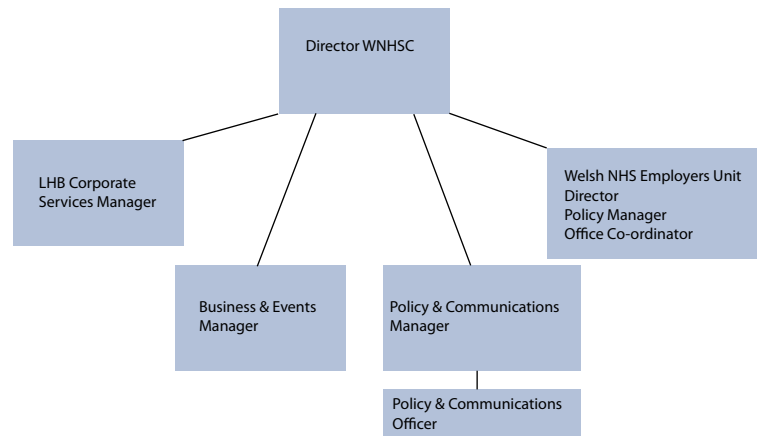 Director WNHSC
LHB Corporate
Services Manager
Welsh NHS Employers Unit
Director
Policy Manager
Office Co-ordinator
Business & Events
Manager
Policy & Communications
Manager
Policy & Communications
Officer